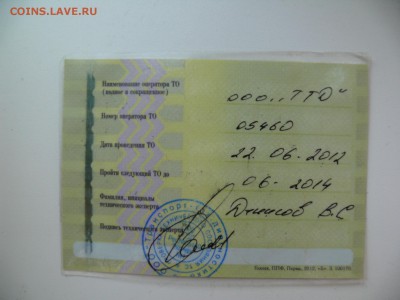 COINS.LAVE.RU
Наименование оператора ТО
(полное и сокращенное)
ООО „ТТО“
Номер оператора ТО
05460
Дата проведения ТО
22. 06 - 2012
Пройти следующий ТО до
06 - 2014
Фамилия, инициалы
технического эксперта
Денисов В.С
Подпись технического эксперта